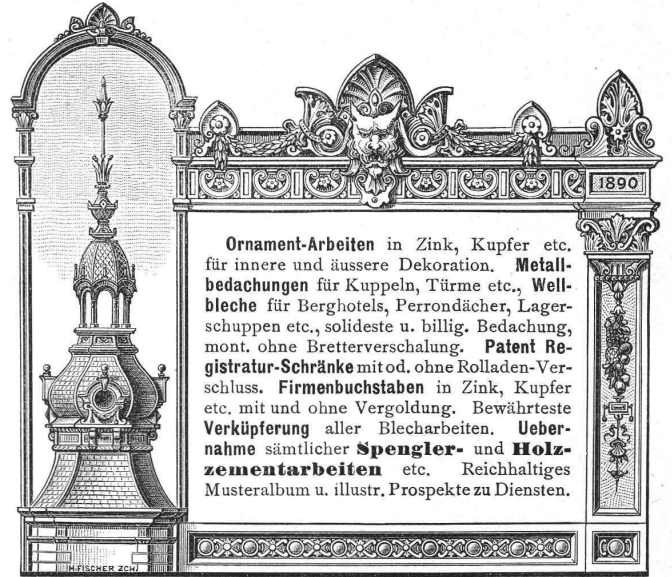 1890
Ornament-Arbeiten in Zink, Kupfer etc.
für innere und äussere Dekoration. Metall-
bedachungen für Kuppeln, Türme etc., Well-
bleche für Berghotels, Perrondächer, Lager-
schuppen etc., solideste u. billig. Bedachung,
mont. ohne Bretterverschalung. Patent Re-
gistratur-Schränke mit od. ohne Rolladen-Ver-
schluss. Firmenbuchstaben in Zink, Kupfer
etc. mit und ohne Vergoldung. Bewährteste
Verküpferung aller Blecharbeiten. Ueber-
nahme sämtlicher Spengler- und Holz-
zementarbeiten etc. Reichhaltiges
Musteralbum u. illustr. Prospekte zu Diensten.
H.FISCHER ZCH